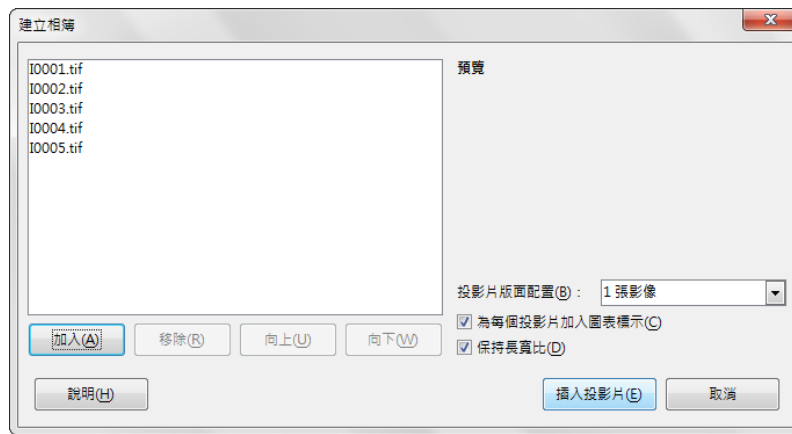 建立相簿
I0001.tif
I0002.tif
I0003.tif
I0004.tif
I0005.tif
預覽
投影片版面配置(B)： 1 張影像
為每個投影片加入圖表標示(C)
保持長寬比(D)
加入(A) 移除(R) 向上(U) 向下(W)
說明(H) 插入投影片(E) 取消